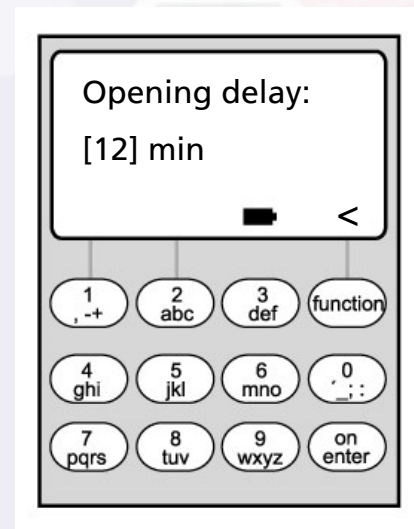 Opening delay:
[12] min
<
1 2 3 function
, -+ abc def
4 5 6 0
ghi jkl mno ´_; :
7 8 9 on
pqrs tuv wxyz enter